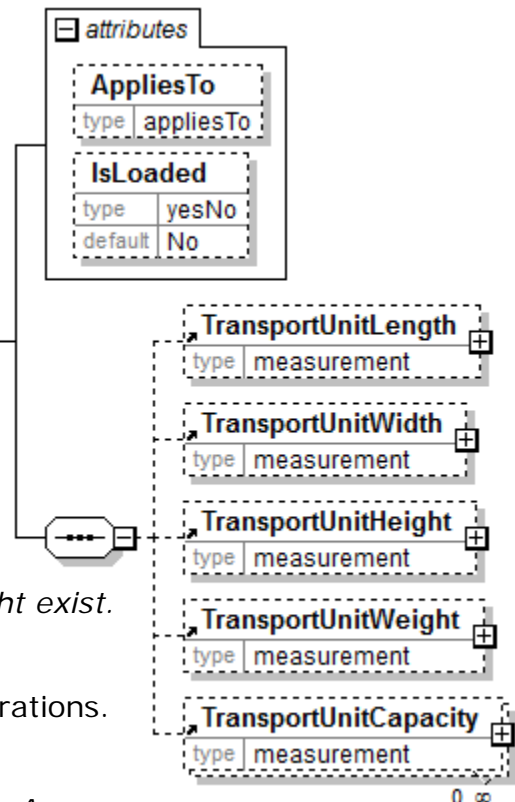 attributes
AppliesTo
type appliesTo
IsLoaded
type yesNo
default No
TransportUnitLength
type measurement
TransportUnitWidth
type measurement
TransportUnitHeight
type measurement
ht exist.
TransportUnitWeight
type measurement
rations.
TransportUnitCapacity
type measurement
0 ∞